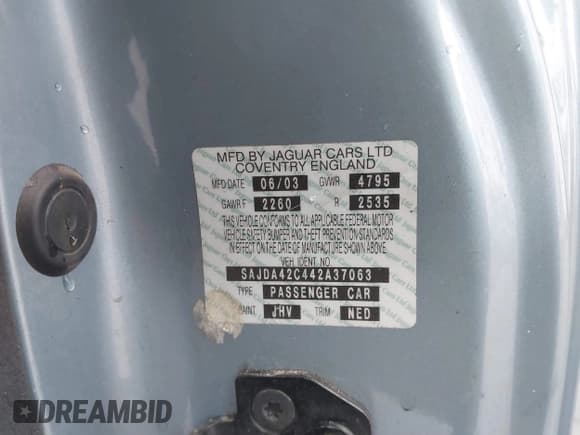 MFD BY JAGUAR CARS LTD
COVENTRY ENGLAND
MFD DATE 06/03 GVWR 4795
GAWR F 2260 R 2535
THIS VEHICLE CONFORMS TO ALL APPLICABLE FEDERAL MOTOR
VEHICLE SAFETY BUMPER AND THEFT PREVENTION STANDARDS
IN EFFECT ON THE DATE OF MANUFACTURE SHOWN ABOVE.
VEH. IDENT NO.
SAJDA42C442A37063
TYPE PASSENGER CAR
PAINT JHV TRIM NED
DREAMBID